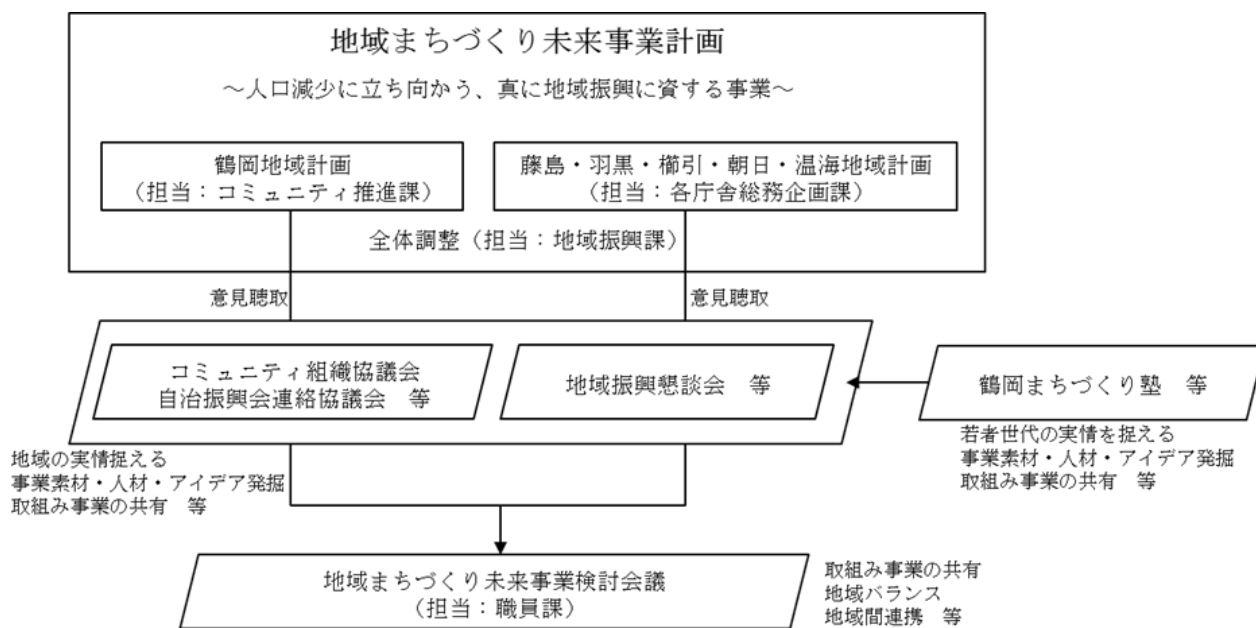 地域まちづくり未来事業計画
～人口減少に立ち向かう、真に地域振興に資する事業～
鶴岡地域計画
（担当：コミュニティ推進課）
藤島・羽黒・櫛引・朝日・温海地域計画
（担当：各庁舎総務企画課）
全体調整（担当：地域振興課）
意見聴取
意見聴取
コミュニティ組織協議会
自治振興会連絡協議会　等
地域振興懇談会　等
鶴岡まちづくり塾　等
地域の実情捉える
事業素材・人材・アイデア発掘
取組み事業の共有　等
若者世代の実情を捉える
事業素材・人材・アイデア発掘
取組み事業の共有　等
地域まちづくり未来事業検討会議
（担当：職員課）
取組み事業の共有
地域バランス
地域間連携　等